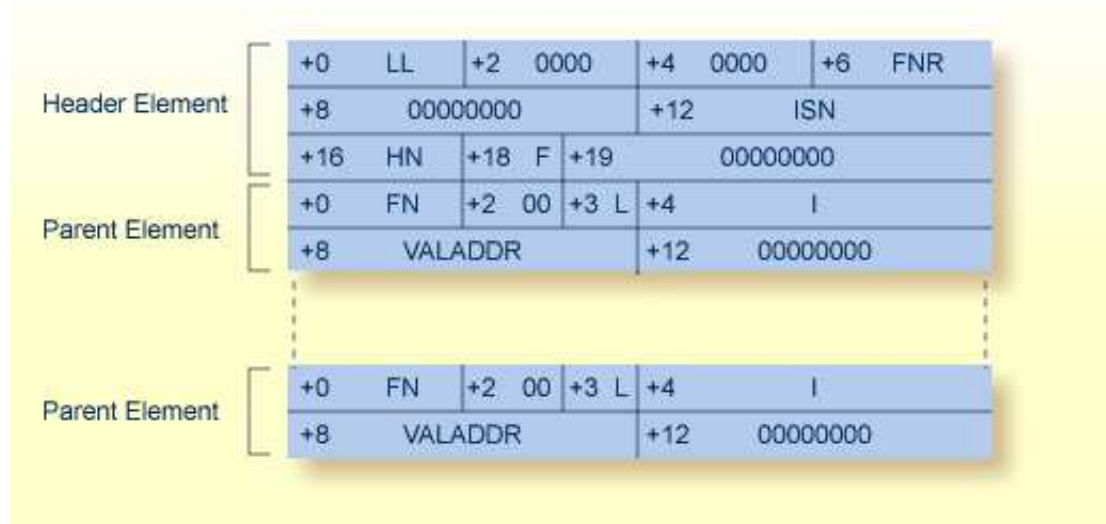 +0 LL +2 0000 +4 0000 +6 FNR
Header Element +8 00000000 +12 ISN
+16 HN +18 F +19 00000000
+0 FN +2 00 +3 L +4 I
Parent Element
+8 VALADDR +12 00000000
+0 FN +2 00 +3 L +4 I
Parent Element
+8 VALADDR +12 00000000